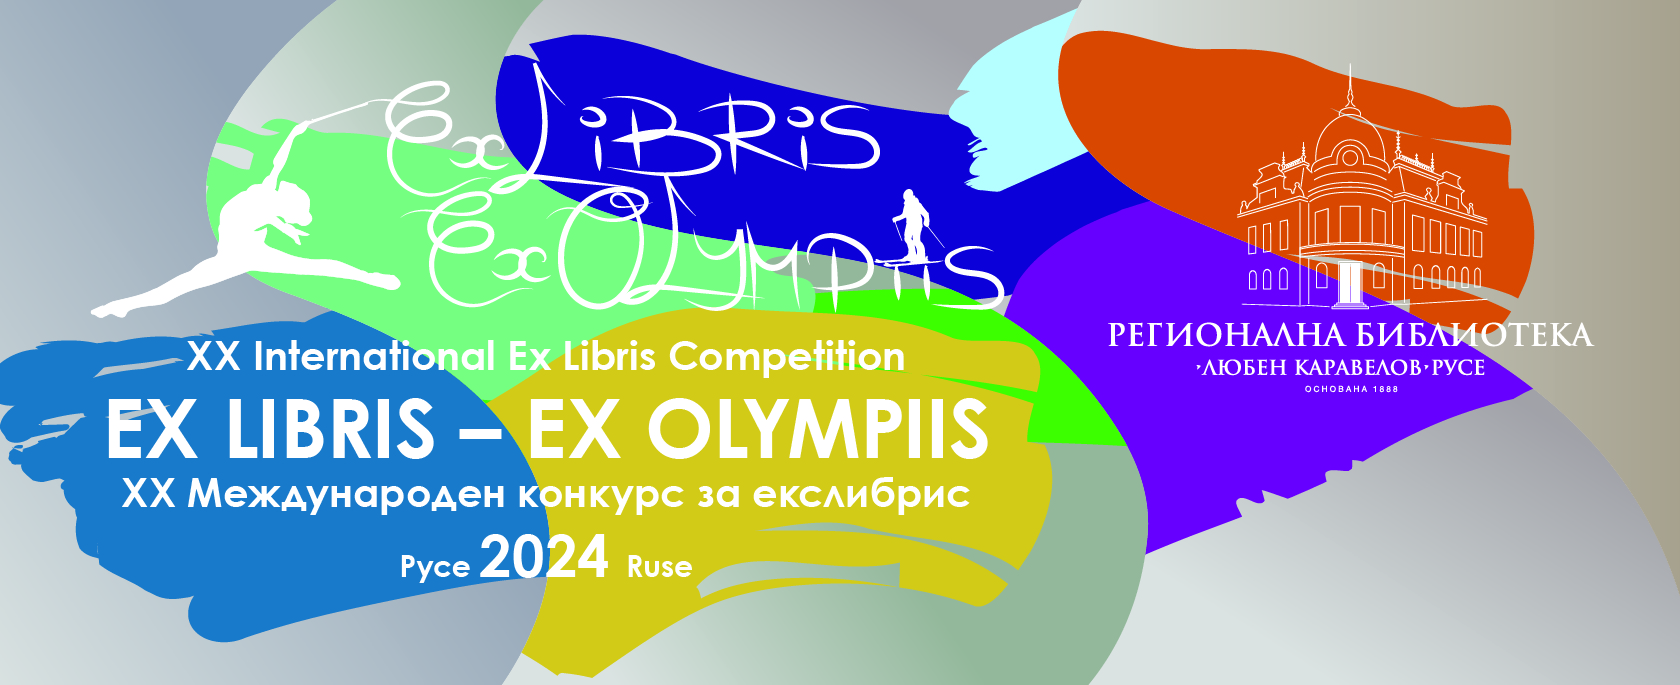 Ex Libris
Ex Olympiis
XX International Ex Libris Competition
EX LIBRIS – EX OLYMPIIS
XX Международен конкурс за екслибрис
Русе 2024 Ruse
РЕГИОНАЛНА БИБЛИОТЕКА
·ЛЮБЕН КАРАВЕЛОВ·РУСЕ
ОСНОВАНА 1888